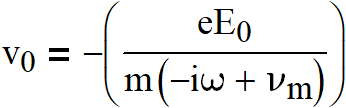 v₀ = -(eE₀ / m(-iω + νₘ))